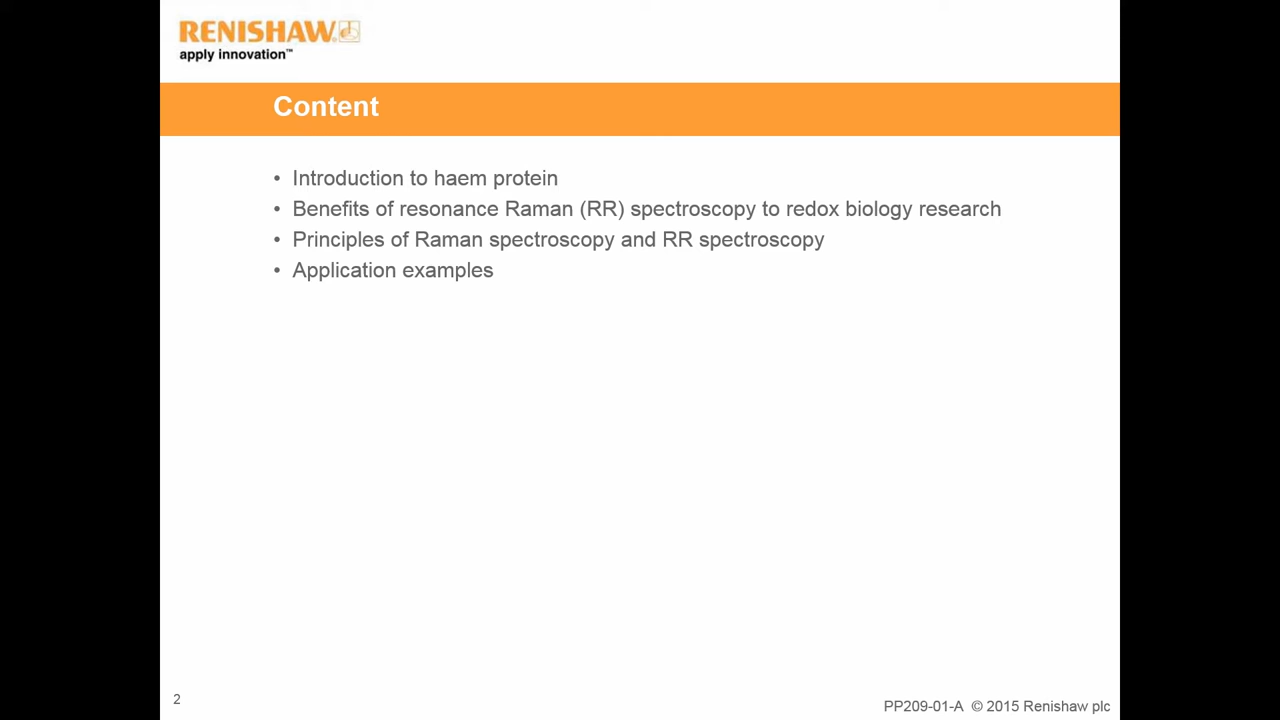 RENISHAW
apply innovation™
Content
• Introduction to haem protein
• Benefits of resonance Raman (RR) spectroscopy to redox biology research
• Principles of Raman spectroscopy and RR spectroscopy
• Application examples
2
PP209-01-A © 2015 Renishaw plc